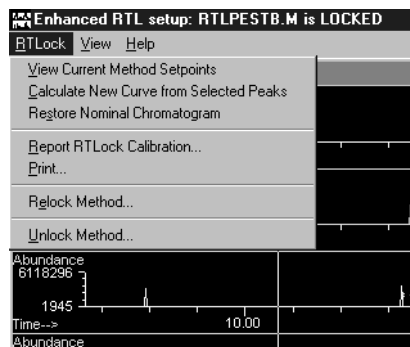 Enhanced RTL setup: RTLPESTB.M is LOCKED
RTLock View Help
View Current Method Setpoints
Calculate New Curve from Selected Peaks
Restore Nominal Chromatogram
Report RTLock Calibration...
Print...
Relock Method...
Unlock Method...
Abundance
6118296
1945
Time--> 10.00
Abundance